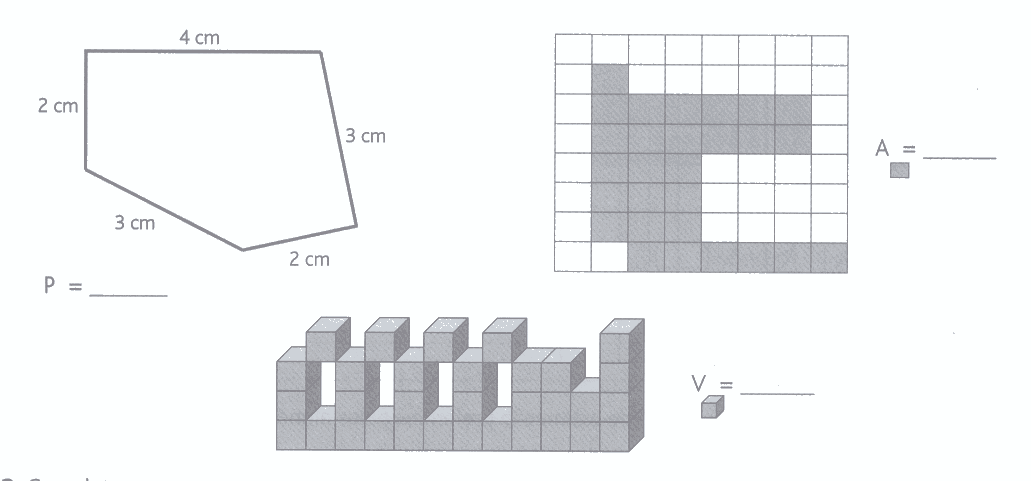 4 cm
2 cm
3 cm
3 cm
2 cm
P = ______
A = ______
V = ______